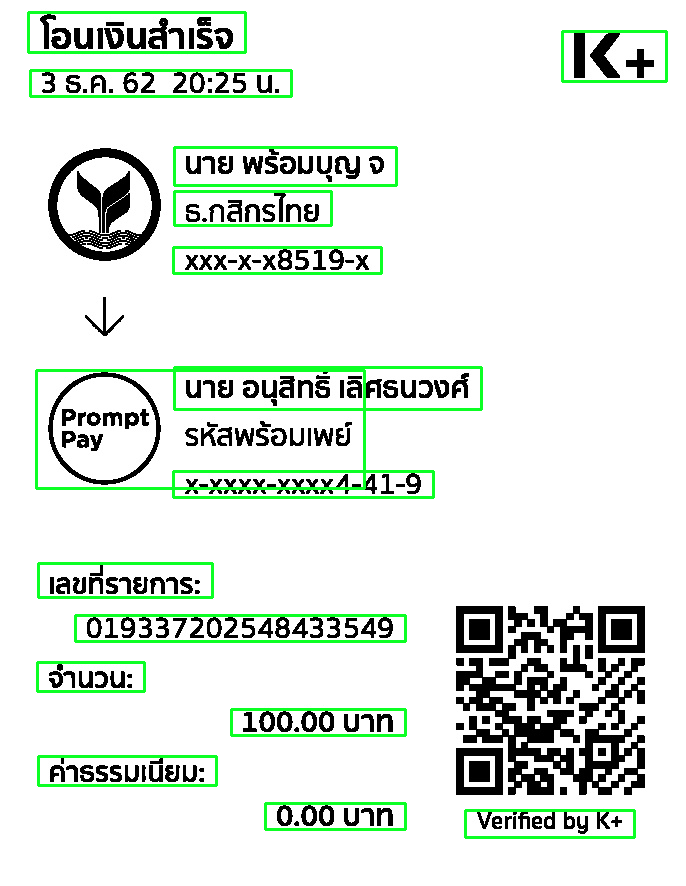 โอนเงินสำเร็จ
3 ธ.ค. 62 20:25 น.
K+
นาย พร้อมบุญ จ
ธ.กสิกรไทย
xxx-x-x8519-x
Prompt
Pay
นาย อนุสิทธิ์ เลิศธนวงศ์
รหัสพร้อมเพย์
x-xxxx-xxxx4-41-9
เลขที่รายการ:
019337202548433549
จำนวน:
100.00 บาท
ค่าธรรมเนียม:
0.00 บาท
Verified by K+